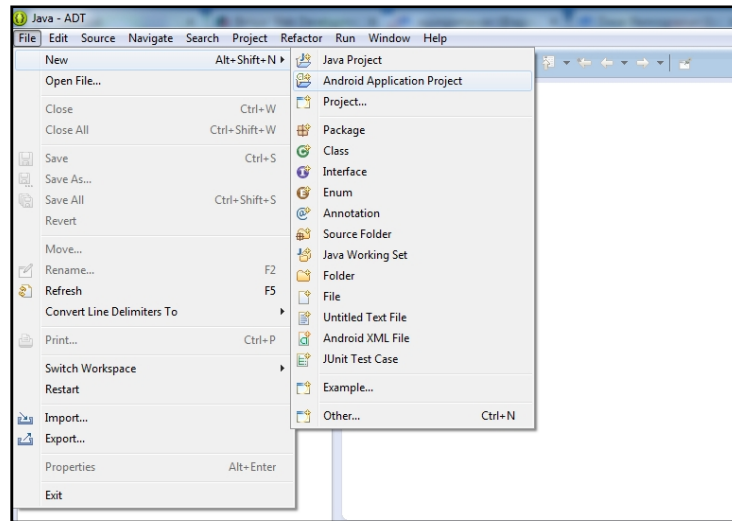 Java - ADT
File Edit Source Navigate Search Project Refactor Run Window Help
New Alt+Shift+N
Open File...
Close Ctrl+W
Close All Ctrl+Shift+W
Save Ctrl+S
Save As...
Save All Ctrl+Shift+S
Revert
Move...
Rename... F2
Refresh F5
Convert Line Delimiters To
Print... Ctrl+P
Switch Workspace
Restart
Import...
Export...
Properties Alt+Enter
Exit
Java Project
Android Application Project
Project...
Package
Class
Interface
Enum
Annotation
Source Folder
Java Working Set
Folder
File
Untitled Text File
Android XML File
JUnit Test Case
Example...
Other... Ctrl+N